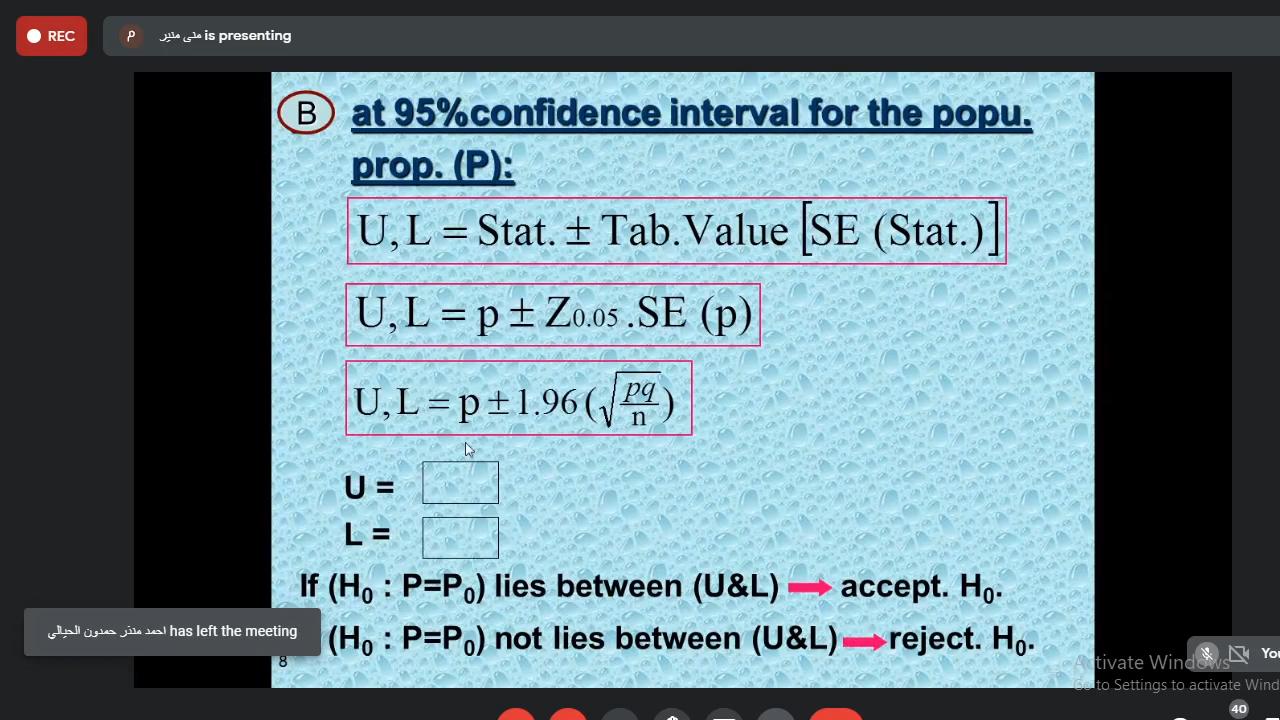 REC
منى منير is presenting
B at 95%confidence interval for the popu.
prop. (P):
U, L = Stat. ± Tab.Value [SE (Stat.)]
U, L = p ± Z0.05 .SE (p)
U, L = p ± 1.96 (√pq/n)
U =
L =
If (H₀ : P=P₀) lies between (U&L) → accept. H₀.
(H₀ : P=P₀) not lies between (U&L) → reject. H₀.
احمد منذر حمدون الحيالي has left the meeting
8
You
Activate Windows
Go to Settings to activate Wind
40